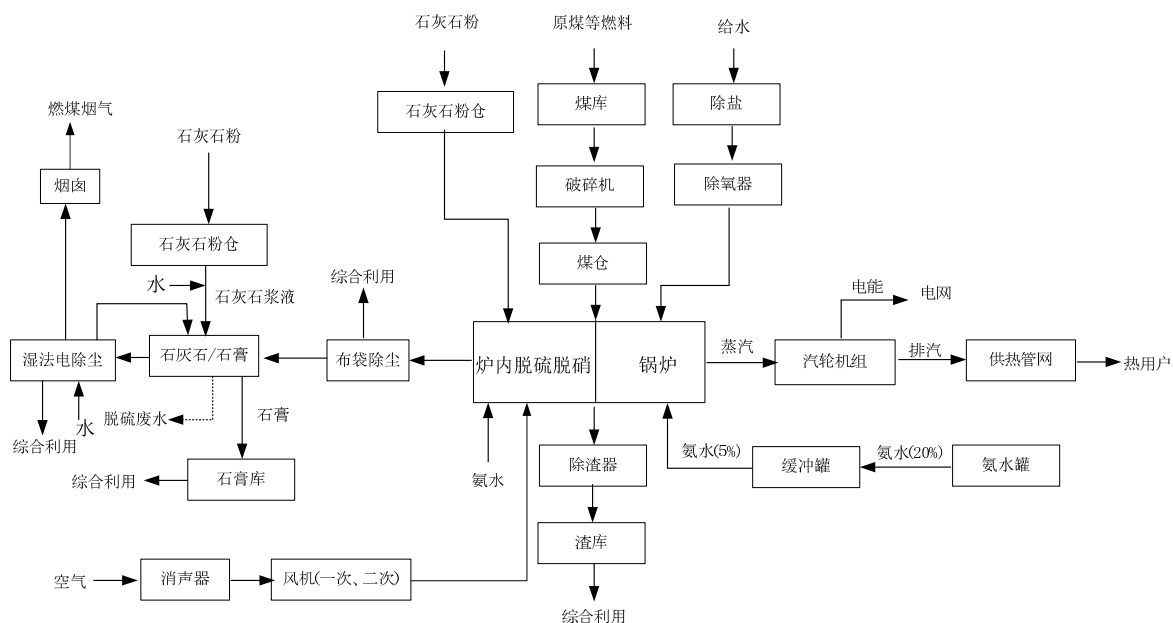 石灰石粉
原煤等燃料
给水
石灰石粉仓
煤库
除盐
燃煤烟气
石灰石粉
烟囱
破碎机
除氧器
石灰石粉仓
煤仓
水
石灰石浆液
综合利用
电能
电网
湿法电除尘
石灰石/石膏
布袋除尘
炉内脱硫脱硝
锅炉
蒸汽
汽轮机组
排汽
供热管网
热用户
脱硫废水
石膏
水
综合利用
综合利用
石膏库
氨水
除渣器
氨水(5%)
缓冲罐
氨水(20%)
氨水罐
渣库
空气
消声器
风机(一次、二次)
综合利用